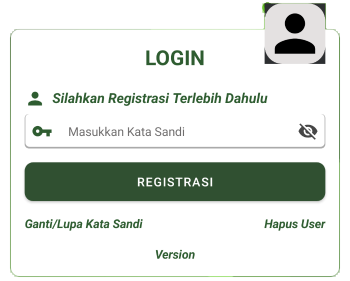 LOGIN
Silahkan Registrasi Terlebih Dahulu
Masukkan Kata Sandi
REGISTRASI
Ganti/Lupa Kata Sandi Hapus User
Version